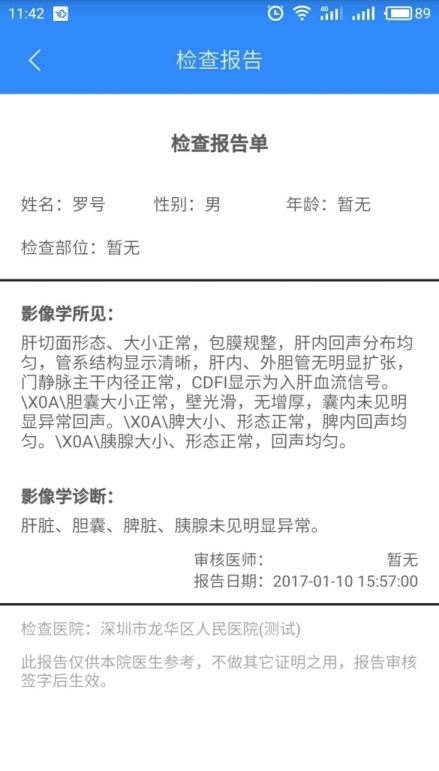 11:42
4G
89
检查报告
检查报告单
姓名：罗号 性别：男 年龄：暂无
检查部位：暂无
影像学所见：
肝切面形态、大小正常，包膜规整，肝内回声分布均
匀，管系结构显示清晰，肝内、外胆管无明显扩张，
门静脉主干内径正常，CDFI显示为入肝血流信号。
\X0A\胆囊大小正常，壁光滑，无增厚，囊内未见明
显异常回声。\X0A\脾大小、形态正常，脾内回声均
匀。\X0A\胰腺大小、形态正常，回声均匀。
影像学诊断：
肝脏、胆囊、脾脏、胰腺未见明显异常。
审核医师： 暂无
报告日期：2017-01-10 15:57:00
检查医院：深圳市龙华区人民医院(测试)
此报告仅供本院医生参考，不做其它证明之用，报告审核
签字后生效。